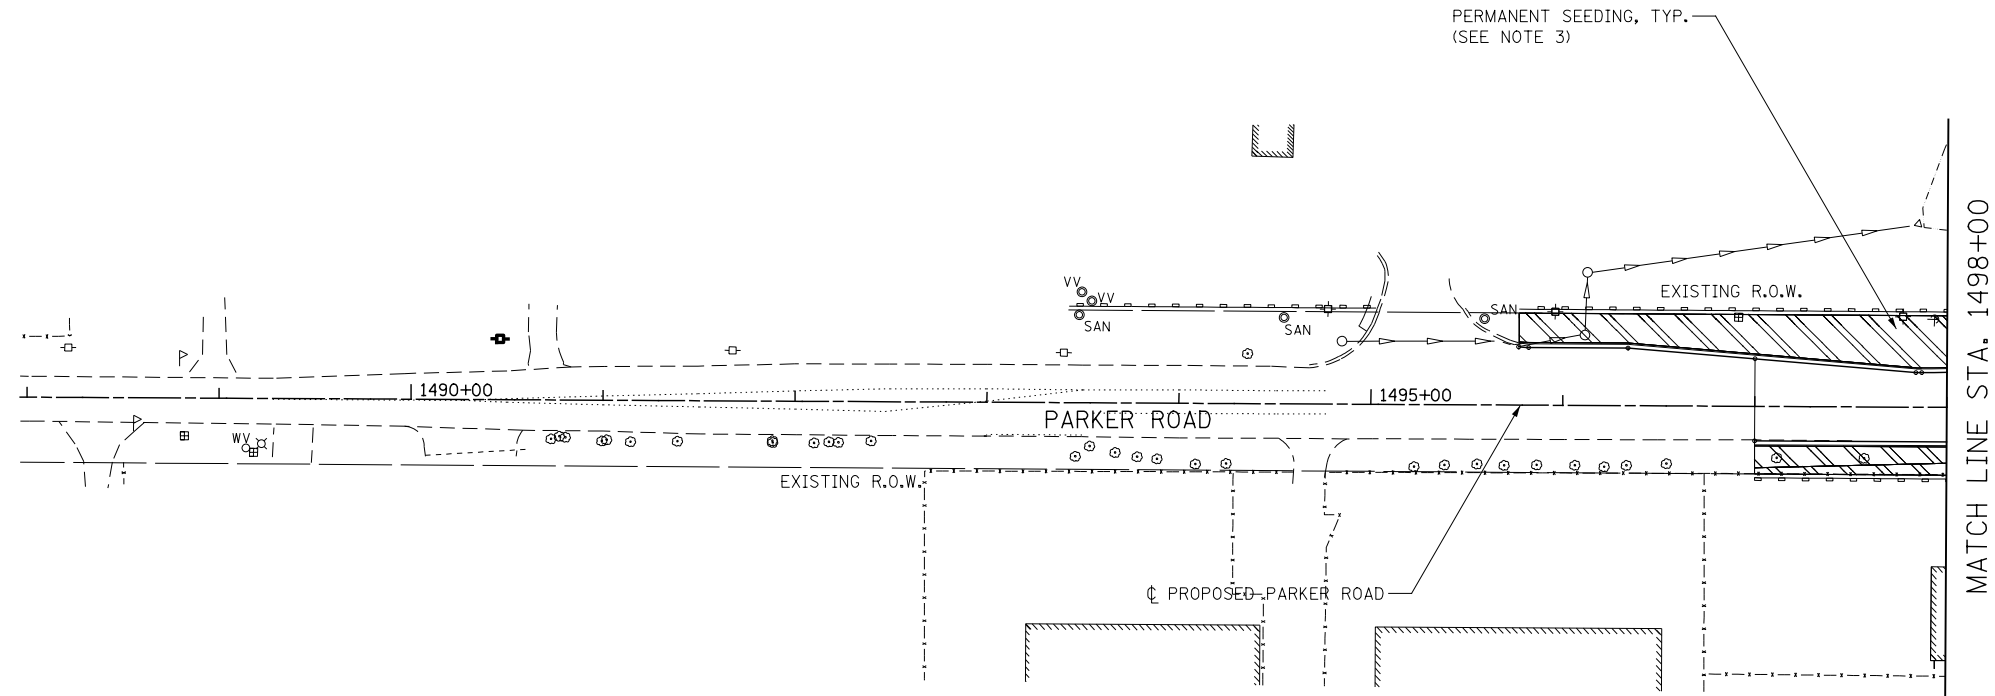 PERMANENT SEEDING, TYP.
(SEE NOTE 3)
MATCH LINE STA. 1498+00
VV
VV
EXISTING R.O.W.
SAN
SAN
SAN
1490+00
1495+00
PARKER ROAD
WV
EXISTING R.O.W.
℄ PROPOSED PARKER ROAD